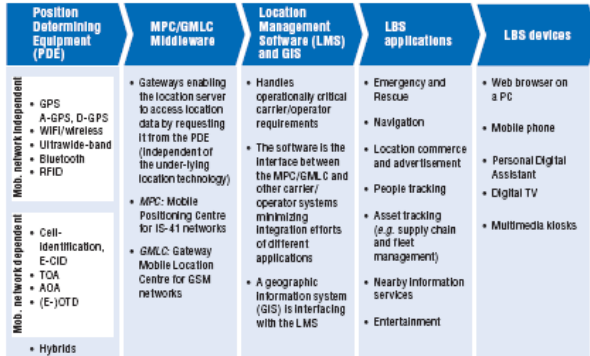 Position
Determining
Equipment
(PDE)
MPC/GMLC
Middleware
Location
Management
Software (LMS)
and GIS
LBS
applications
LBS devices
Mob. network independent
• GPS
A-GPS, D-GPS
• WIFI/wireless
• Ultrawide-band
• Bluetooth
• RFID
Mob. network dependent
• Cell-
identification,
E-CID
• TOA
• AOA
• (E-)OTD
• Hybrids
• Gateways enabling
the location server
to access location
data by requesting
it from the PDE
(independent of
the under-lying
location technology)
• MPC: Mobile
Positioning Centre
for IS-41 networks
• GMLC: Gateway
Mobile Location
Centre for GSM
networks
• Handles
operationally critical
carrier/operator
requirements
• The software is the
interface between
the MPC/GMLC and
other carrier/
operator systems
minimizing
integration efforts
of different
applications
• A geographic
information system
(GIS) is interfacing
with the LMS
• Emergency and
Rescue
• Navigation
• Location commerce
and advertisement
• People tracking
• Asset tracking
(e.g. supply chain
and fleet
management)
• Nearby information
services
• Entertainment
• Web browser on
a PC
• Mobile phone
• Personal Digital
Assistant
• Digital TV
• Multimedia kiosks